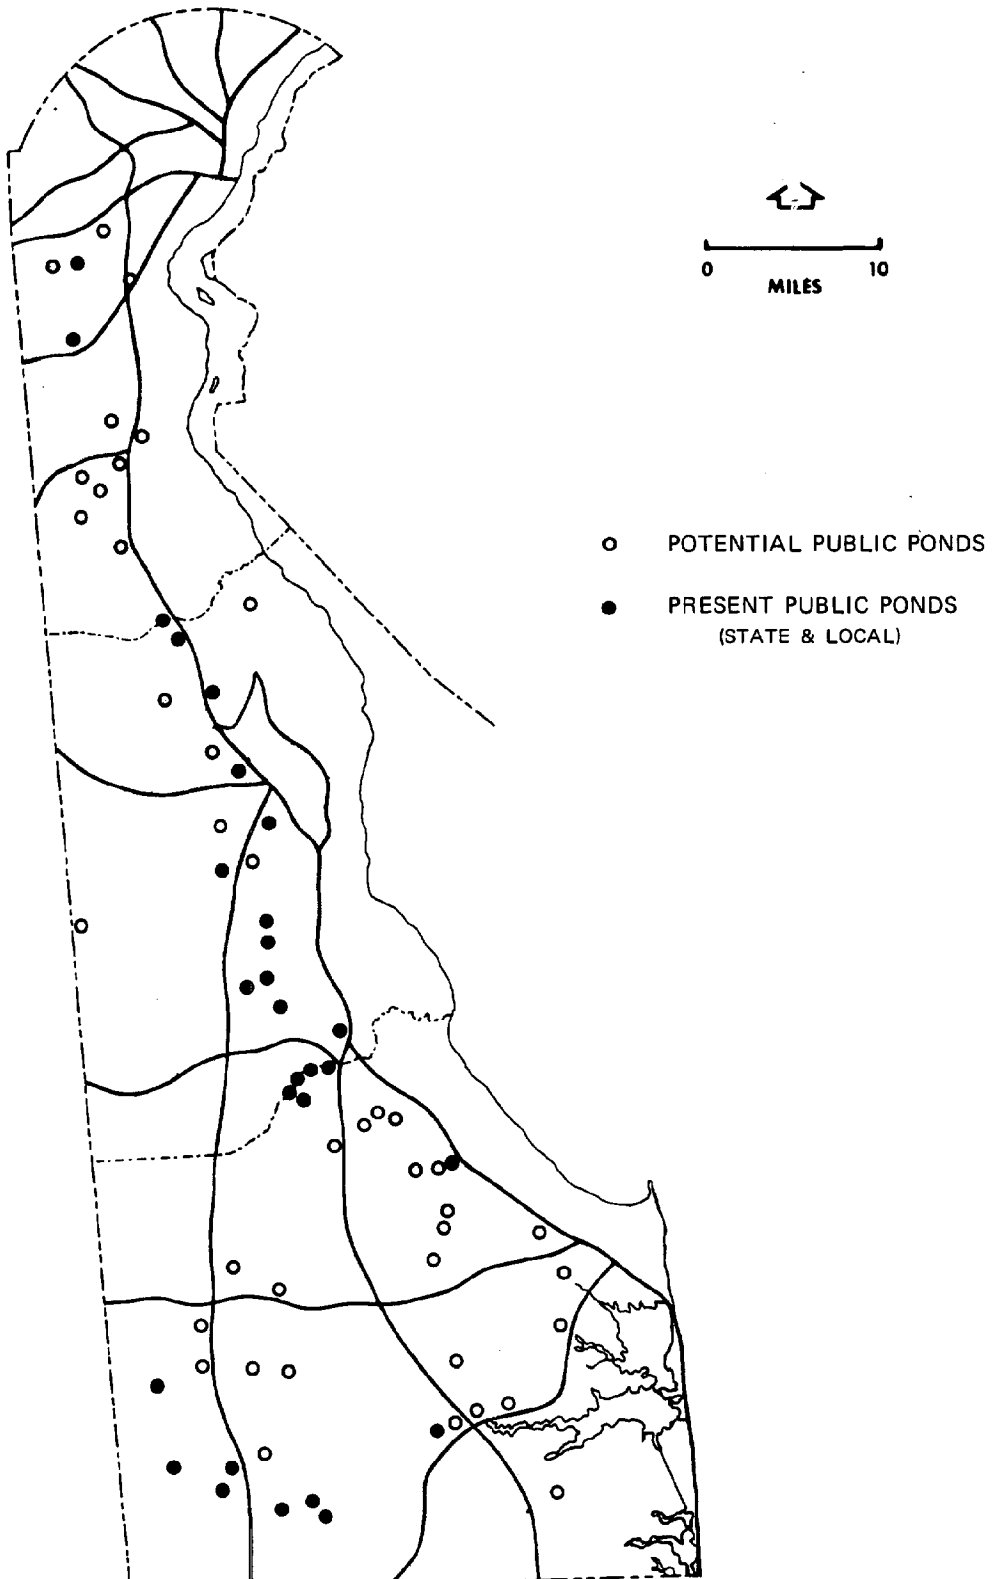 0 10
MILES
POTENTIAL PUBLIC PONDS
PRESENT PUBLIC PONDS
(STATE & LOCAL)